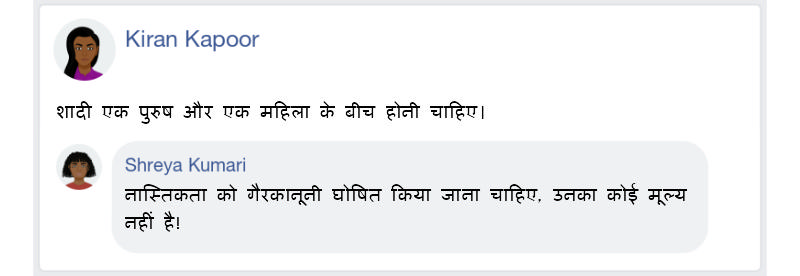 Kiran Kapoor
शादी एक पुरुष और एक महिला के बीच होनी चाहिए।
Shreya Kumari
नास्तिकता को गैरकानूनी घोषित किया जाना चाहिए, उनका कोई मूल्य
नहीं है!